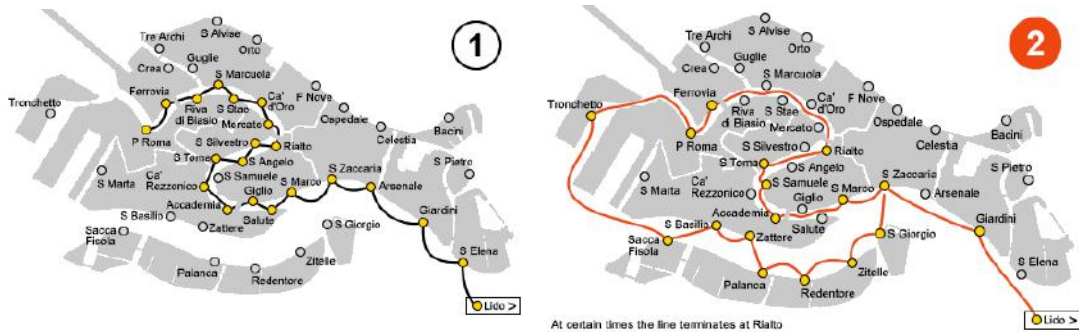 1
S Alvise
Tre Archi
Orto
Guglie
Crea
S Marcuola
Ferrovia
Ca'
d'Oro
F Nove
Tronchetto
Riva
di Biasio
S Stae
Mercato
Ospedale
Bacini
P Roma
S Silvestro
Rialto
Celestia
S Toma
S Angelo
S Pietro
S Marta
Ca'
Rezzonico
S Samuele
S Zaccaria
Giglio
S Marco
Arsenale
Accademia
S Basilio
Salute
Giardini
Zattere
S Giorgio
Sacca
Fisola
S Elena
Palanca
Zitelle
Redentore
Lido >
2
S Alvise
Tre Archi
Orto
Guglie
Crea
S Marcuola
Ferrovia
Ca'
d'Oro
F Nove
Tronchetto
Riva
di Biasio
S Stae
Mercato
Ospedale
Bacini
P Roma
S Silvestro
Rialto
Celestia
S Toma
S Angelo
S Pietro
S Marta
Ca'
Rezzonico
S Samuele
S Zaccaria
Giglio
S Marco
Arsenale
Accademia
S Basilio
Salute
Giardini
Zattere
S Giorgio
Sacca
Fisola
S Elena
Palanca
Zitelle
Redentore
Lido >
At certain times the line terminates at Rialto